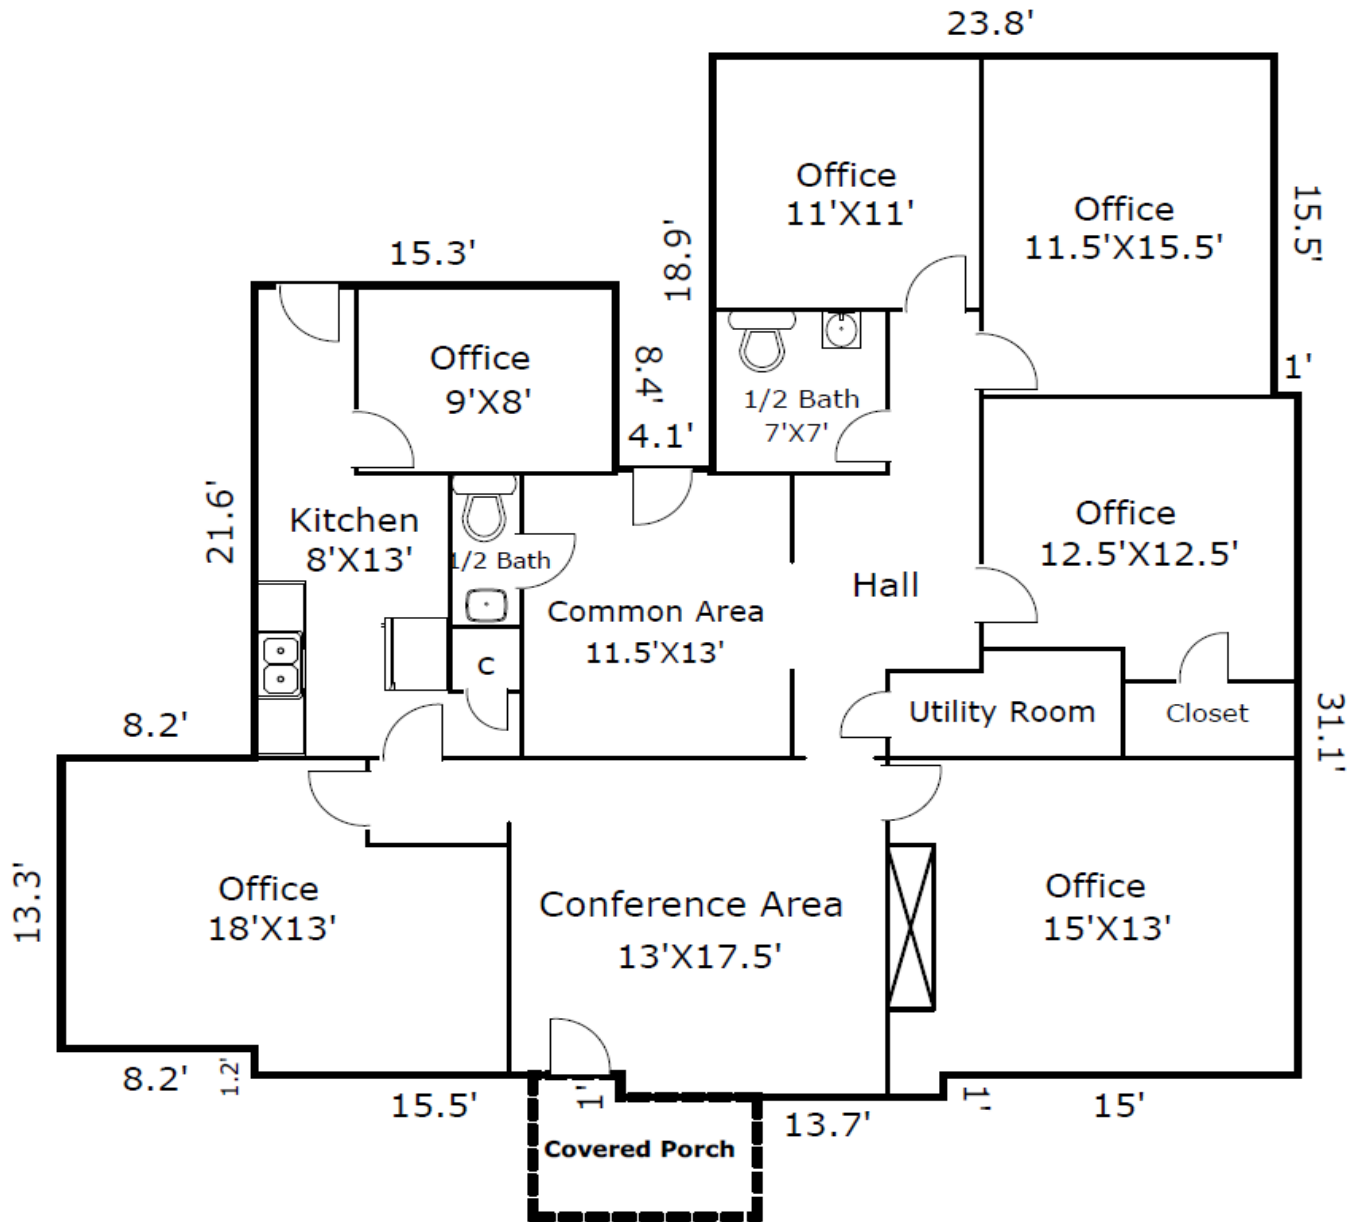 23.8'
Office
11'X11'
Office
11.5'X15.5'
15.5'
18.6'
15.3'
Office
9'X8'
8.4'
4.1'
1/2 Bath
7'X7'
1'
21.6'
Kitchen
8'X13'
1/2 Bath
C
Common Area
11.5'X13'
Hall
Office
12.5'X12.5'
Utility Room
Closet
31.1'
8.2'
13.3'
Office
18'X13'
Conference Area
13'X17.5'
Office
15'X13'
8.2'
1.2'
15.5'
1'
13.7'
1'
15'
Covered Porch